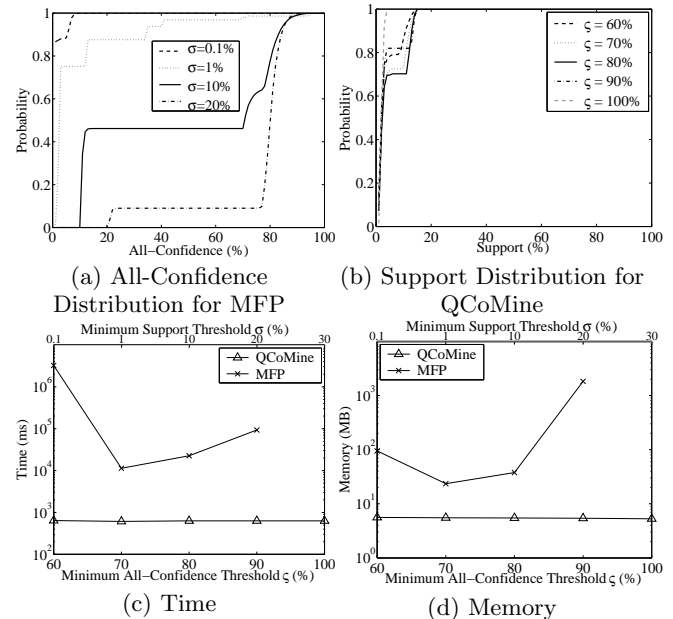 1
0.8
0.6
0.4
0.2
0
Probability
σ=0.1%
σ=1%
σ=10%
σ=20%
0 20 40 60 80 100
All−Confidence (%)
(a) All-Confidence
Distribution for MFP
1
0.8
0.6
0.4
0.2
0
Probability
ς = 60%
ς = 70%
ς = 80%
ς = 90%
ς = 100%
0 20 40 60 80 100
Support (%)
(b) Support Distribution for
QCoMine
Minimum Support Threshold σ (%)
0.1 1 10 20 30
QCoMine
MFP
10^6
10^5
10^4
10^3
10^2
Time (ms)
60 70 80 90 100
Minimum All−Confidence Threshold ς (%)
(c) Time
Minimum Support Threshold σ (%)
0.1 1 10 20 30
QCoMine
MFP
10^3
10^2
10^1
10^0
Memory (MB)
60 70 80 90 100
Minimum All−Confidence Threshold ς (%)
(d) Memory